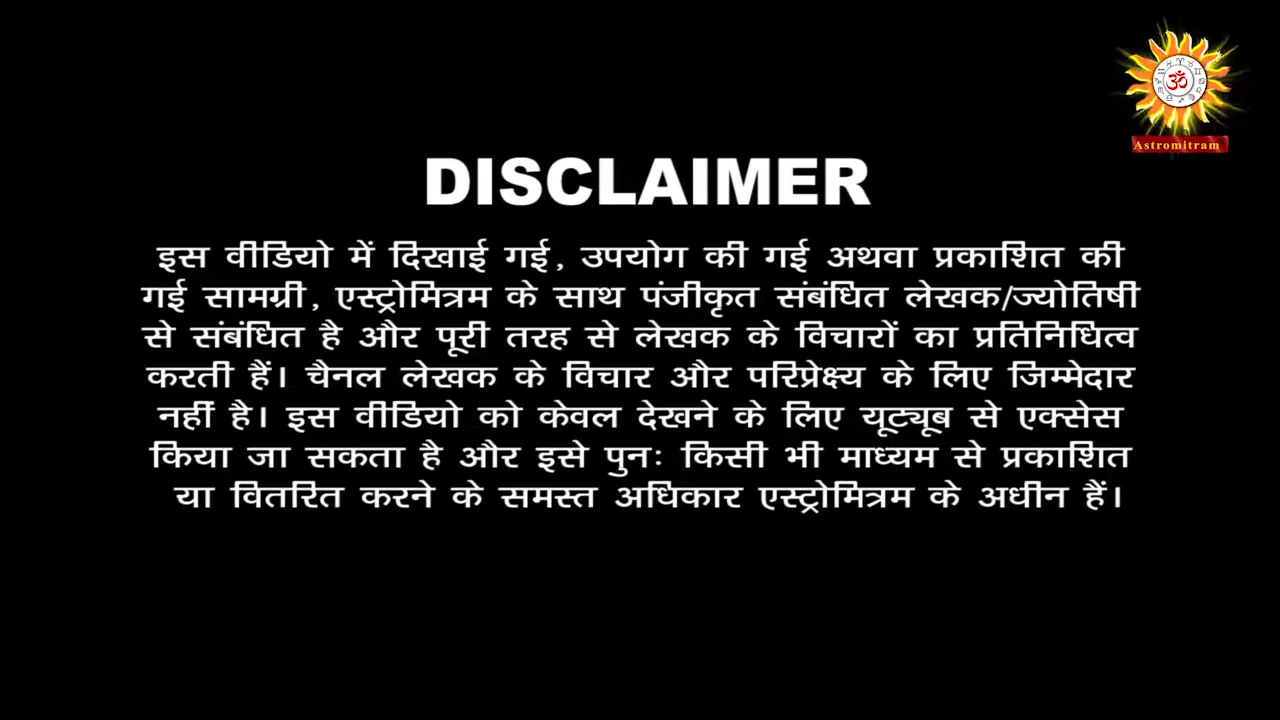 Astromitram
DISCLAIMER
इस वीडियो में दिखाई गई, उपयोग की गई अथवा प्रकाशित की
गई सामग्री, एस्ट्रोमित्रम के साथ पंजीकृत संबंधित लेखक/ज्योतिषी
से संबंधित है और पूरी तरह से लेखक के विचारों का प्रतिनिधित्व
करती हैं। चैनल लेखक के विचार और परिप्रेक्ष्य के लिए जिम्मेदार
नहीं है। इस वीडियो को केवल देखने के लिए यूट्यूब से एक्सेस
किया जा सकता है और इसे पुनः किसी भी माध्यम से प्रकाशित
या वितरित करने के समस्त अधिकार एस्ट्रोमित्रम के अधीन हैं।